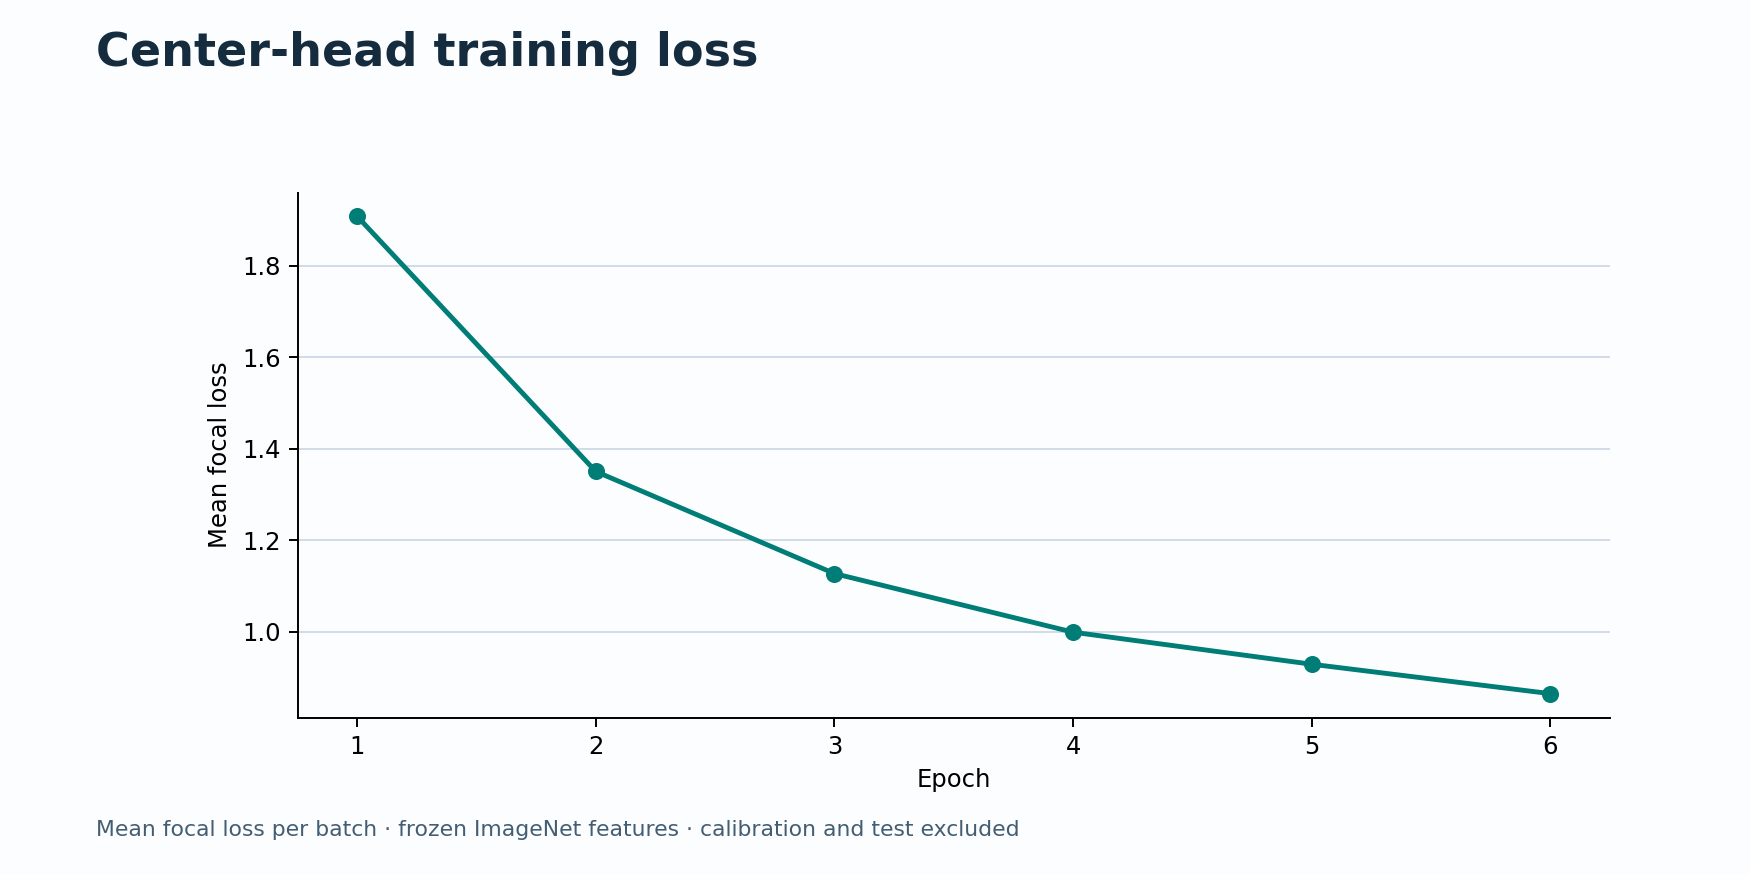 Center-head training loss
1.8
1.6
1.4
1.2
1.0
Mean focal loss
1 2 3 4 5 6
Epoch
Mean focal loss per batch · frozen ImageNet features · calibration and test excluded